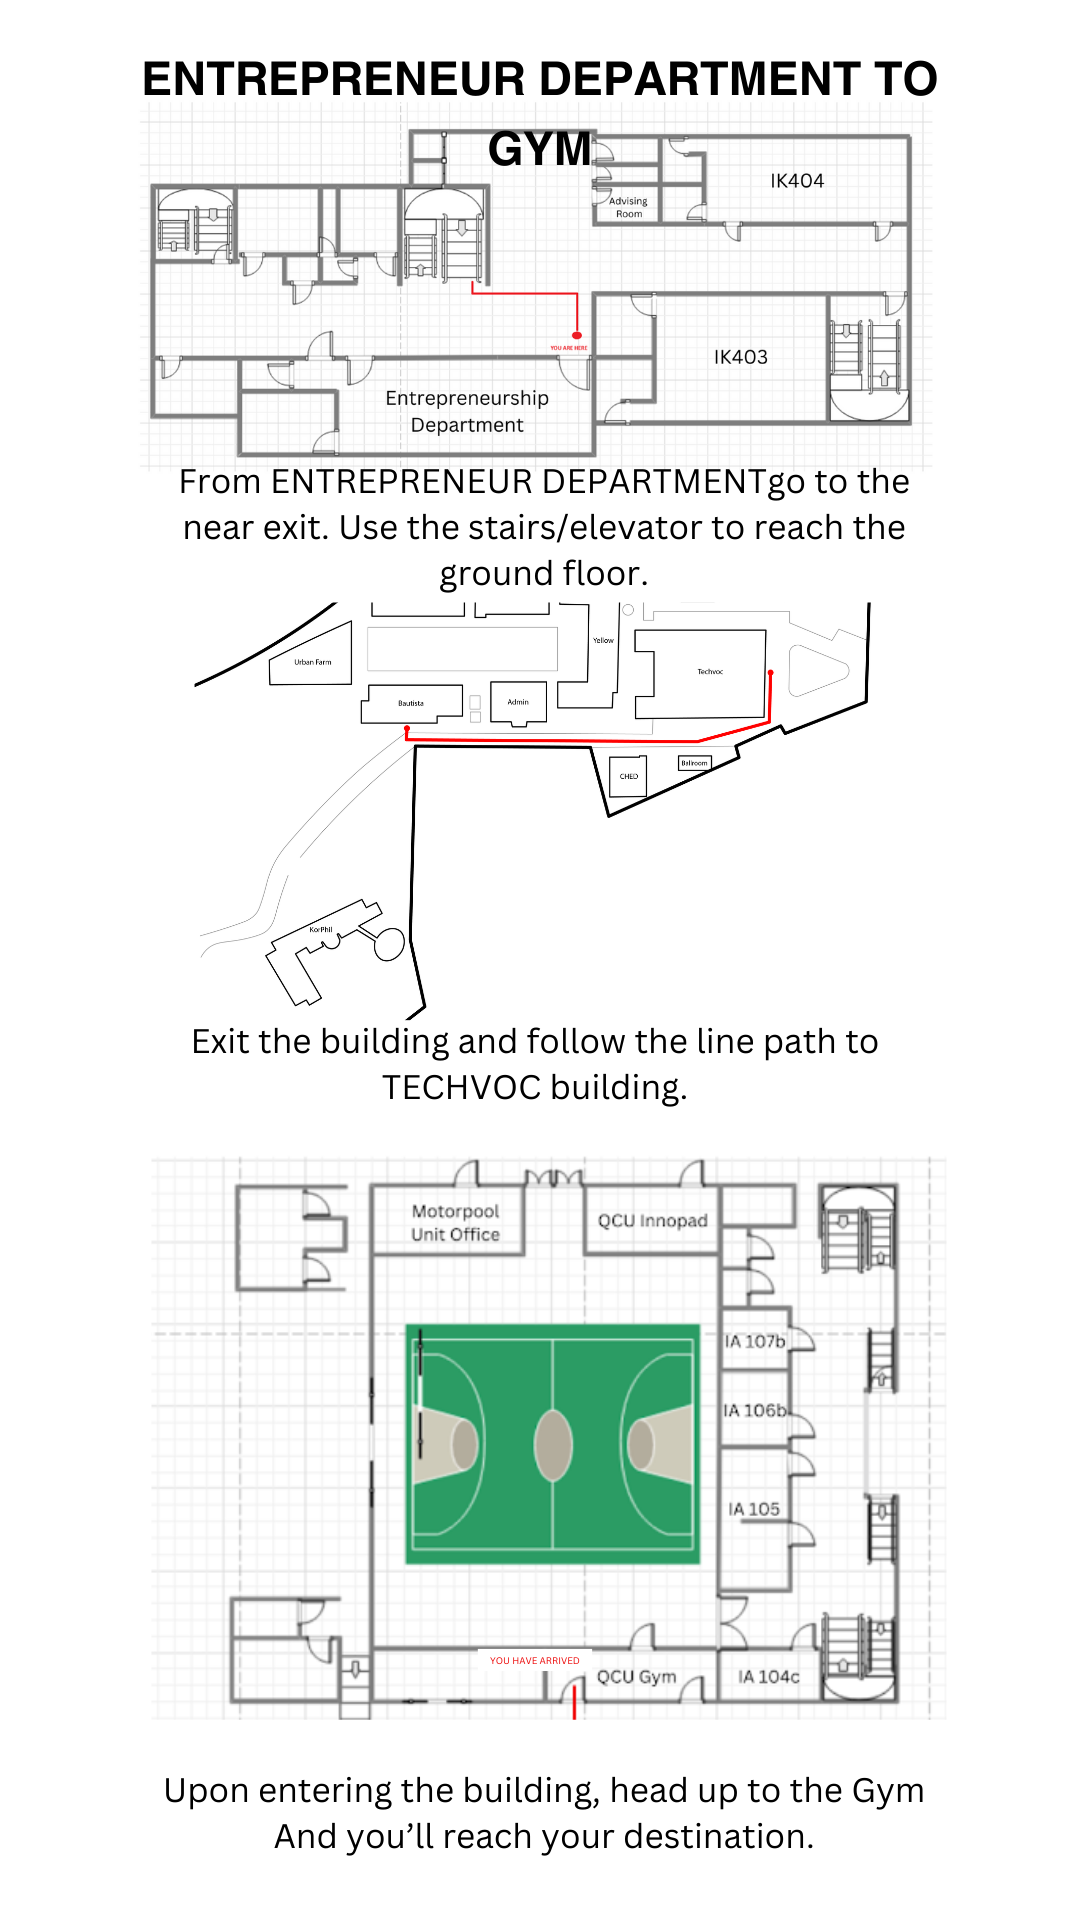 ENTREPRENEUR DEPARTMENT TO
GYM
IK404
Advising
Room
YOU ARE HERE
IK403
Entrepreneurship
Department
From ENTREPRENEUR DEPARTMENTgo to the
near exit. Use the stairs/elevator to reach the
ground floor.
Yellow
Urban Farm
Techvoc
Bautista
Admin
CHED
Ballroom
KorPhil
Exit the building and follow the line path to
TECHVOC building.
Motorpool
Unit Office
QCU Innopad
IA 107b
IA 106b
IA 105
YOU HAVE ARRIVED
QCU Gym
IA 104c
Upon entering the building, head up to the Gym
And you’ll reach your destination.